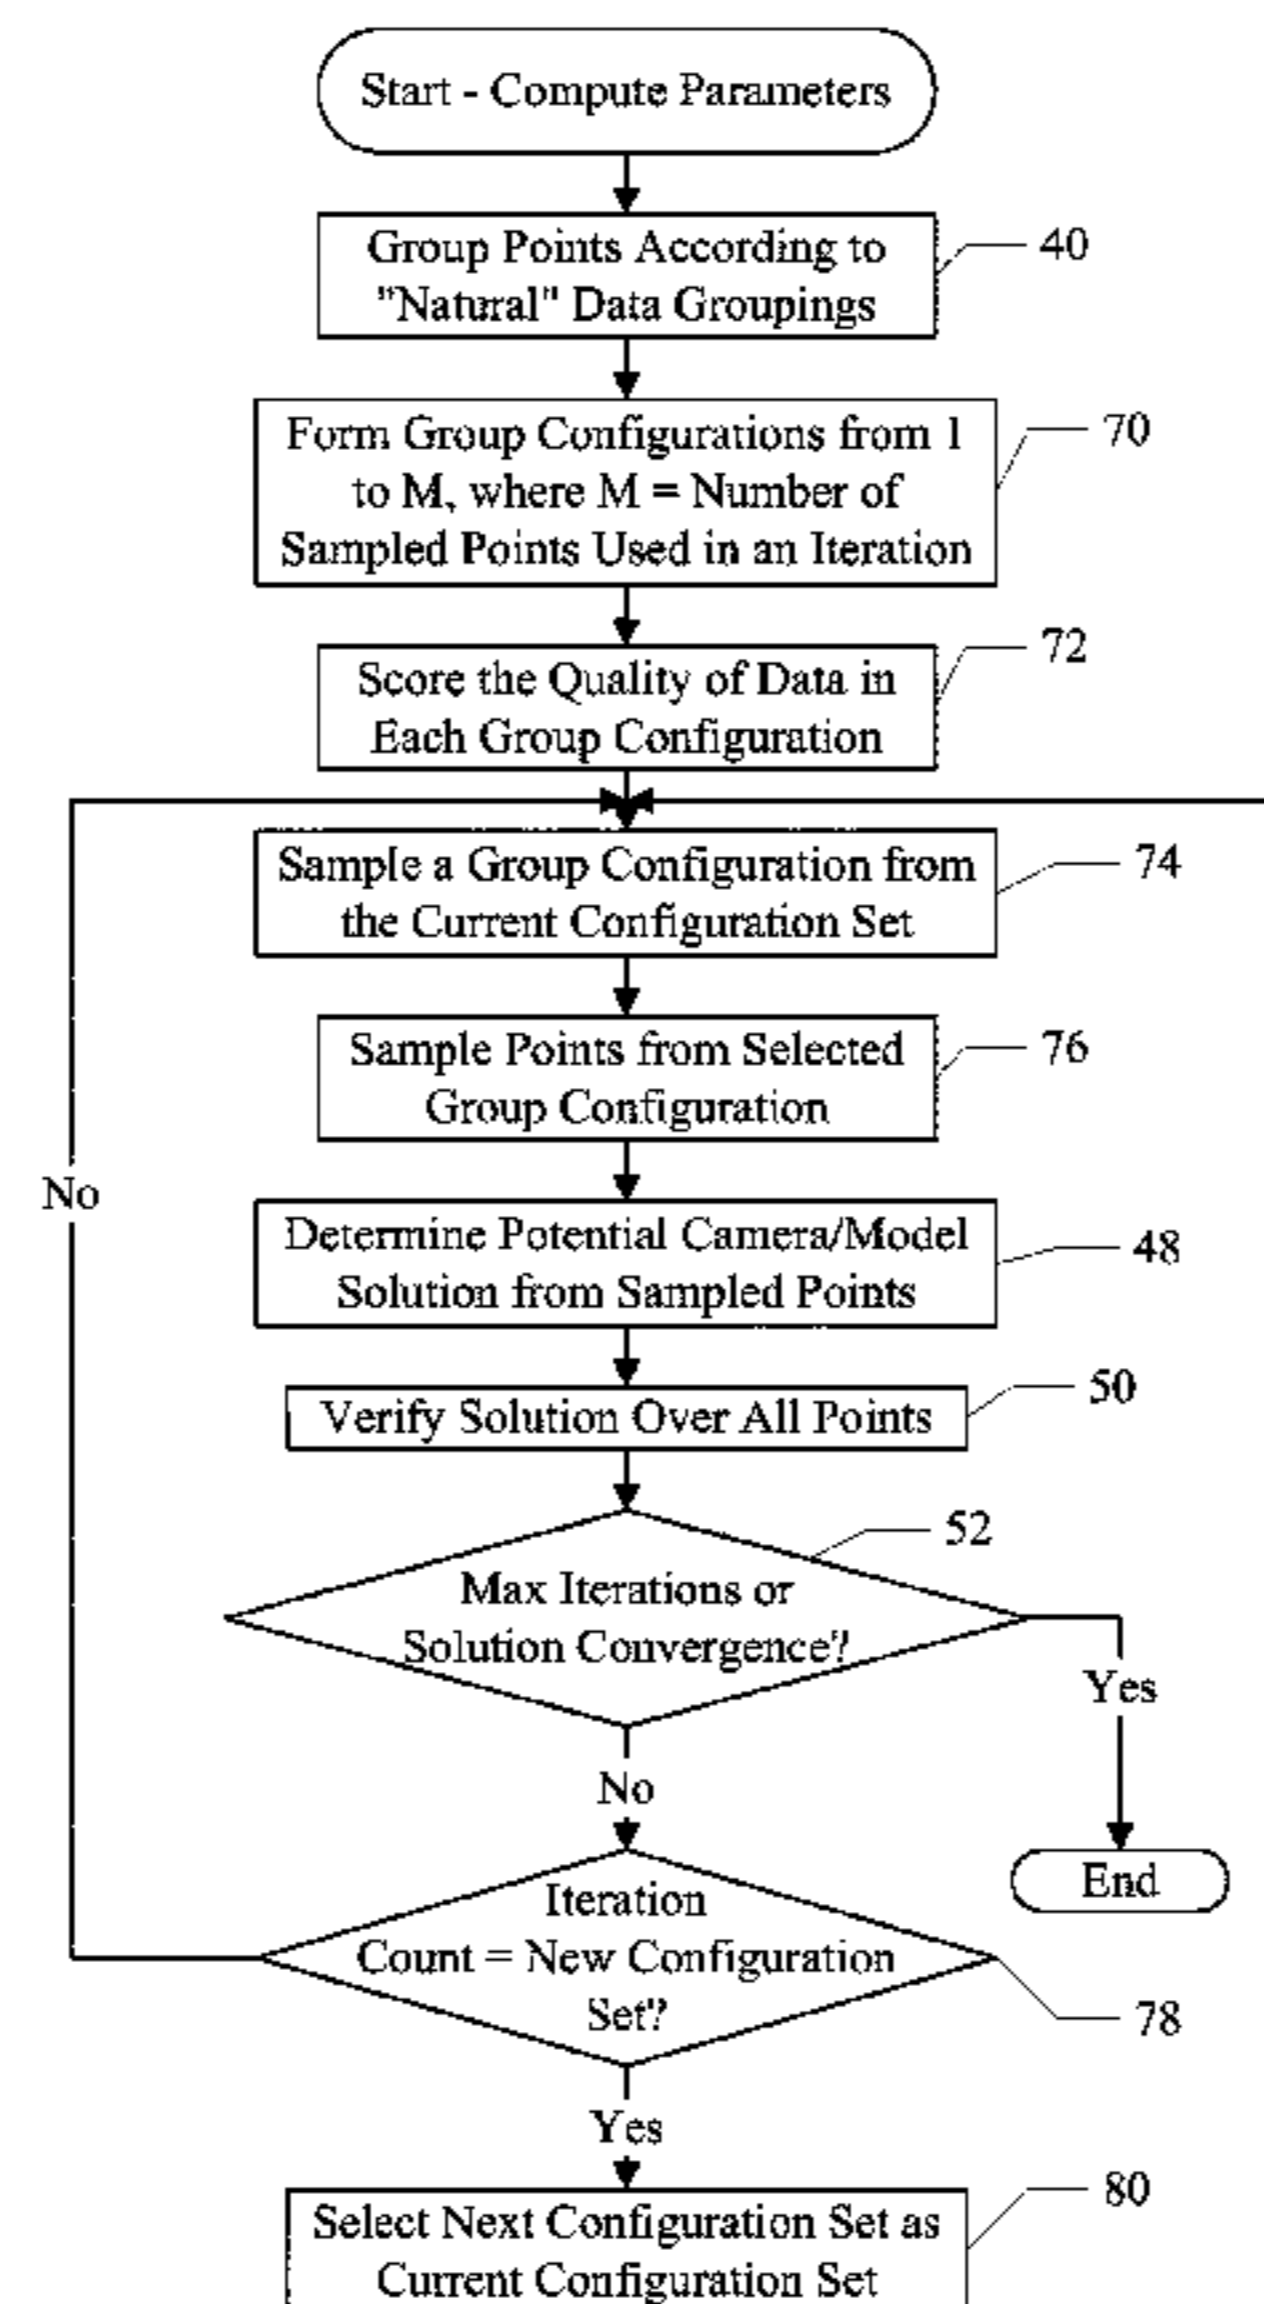 Start - Compute Parameters
Group Points According to
"Natural" Data Groupings
40
Form Group Configurations from 1
to M, where M = Number of
Sampled Points Used in an Iteration
70
Score the Quality of Data in
Each Group Configuration
72
Sample a Group Configuration from
the Current Configuration Set
74
Sample Points from Selected
Group Configuration
76
No
Determine Potential Camera/Model
Solution from Sampled Points
48
Verify Solution Over All Points
50
Max Iterations or
Solution Convergence?
52
Yes
No
End
Iteration
Count = New Configuration
Set?
78
Yes
Select Next Configuration Set as
Current Configuration Set
80